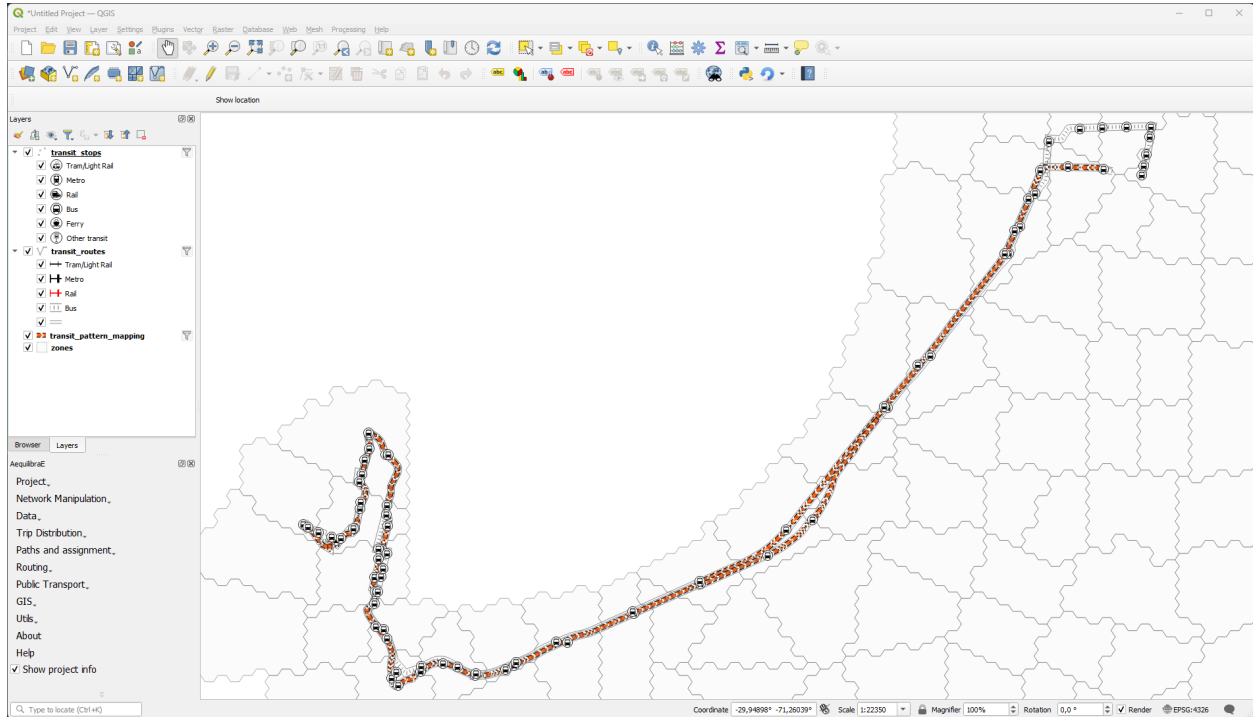 *Untitled Project — QGIS
Project Edit View Layer Settings Plugins Vector Raster Database Web Mesh Processing Help
Show location
Layers
transit_stops
Tram/Light Rail
Metro
Rail
Bus
Ferry
Other transit
transit_routes
Tram/Light Rail
Metro
Rail
Bus
transit_pattern_mapping
zones
Browser Layers
AequilibraE
Project
Network Manipulation
Data
Trip Distribution
Paths and assignment
Routing
Public Transport
GIS
Utils
About
Help
Show project info
Type to locate (Ctrl+K) Coordinate -29,94898° -71,26039° Scale 1:22350 Magnifier 100% Rotation 0,0 ° Render EPSG:4326